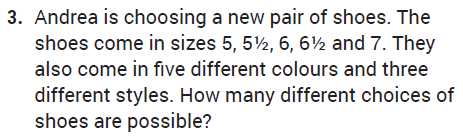 3. Andrea is choosing a new pair of shoes. The
shoes come in sizes 5, 5½, 6, 6½ and 7. They
also come in five different colours and three
different styles. How many different choices of
shoes are possible?